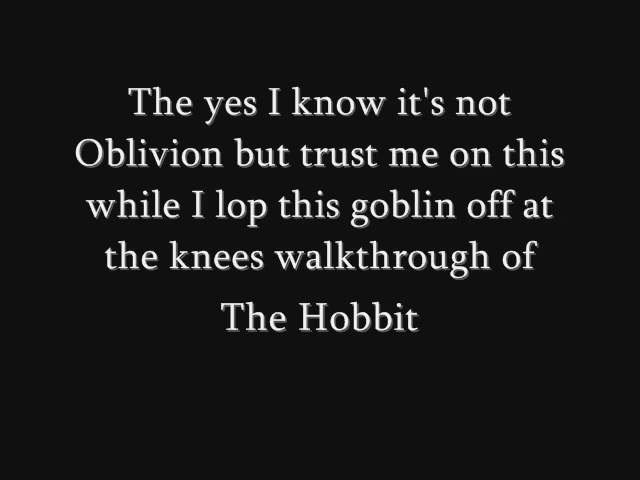 The yes I know it's not
Oblivion but trust me on this
while I lop this goblin off at
the knees walkthrough of
The Hobbit